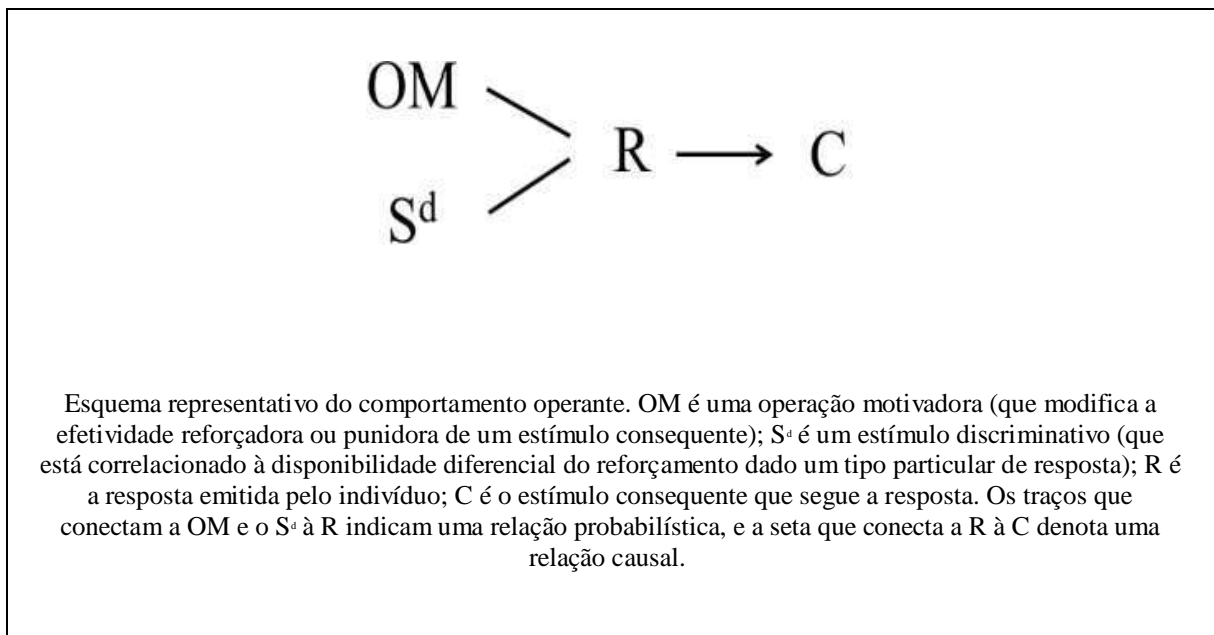 OM
R → C
S^d
Esquema representativo do comportamento operante. OM é uma operação motivadora (que modifica a
efetividade reforçadora ou punidora de um estímulo consequente); S^d é um estímulo discriminativo (que
está correlacionado à disponibilidade diferencial do reforçamento dado um tipo particular de resposta); R é
a resposta emitida pelo indivíduo; C é o estímulo consequente que segue a resposta. Os traços que
conectam a OM e o S^d à R indicam uma relação probabilística, e a seta que conecta a R à C denota uma
relação causal.